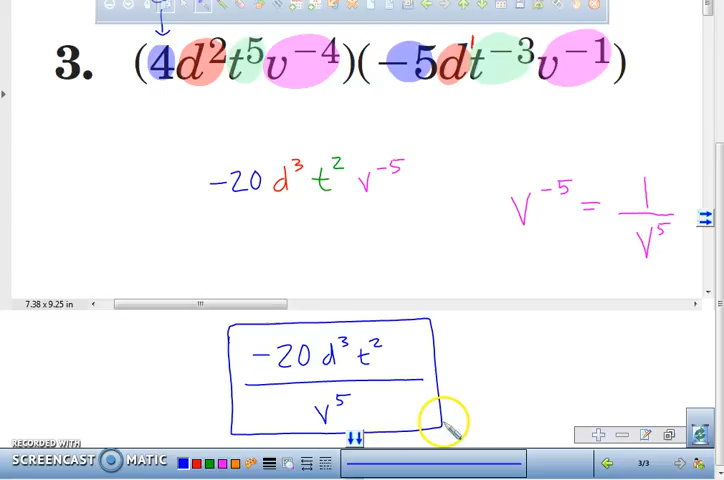 3. (4d²t⁵v⁻⁴)(−5d¹t⁻³v⁻¹)
-20 d³ t² v⁻⁵
v⁻⁵ = 1/v⁵
7.38 x 9.25 in
-20 d³ t²
v⁵
RECORDED WITH
SCREENCAST MATIC
3/3